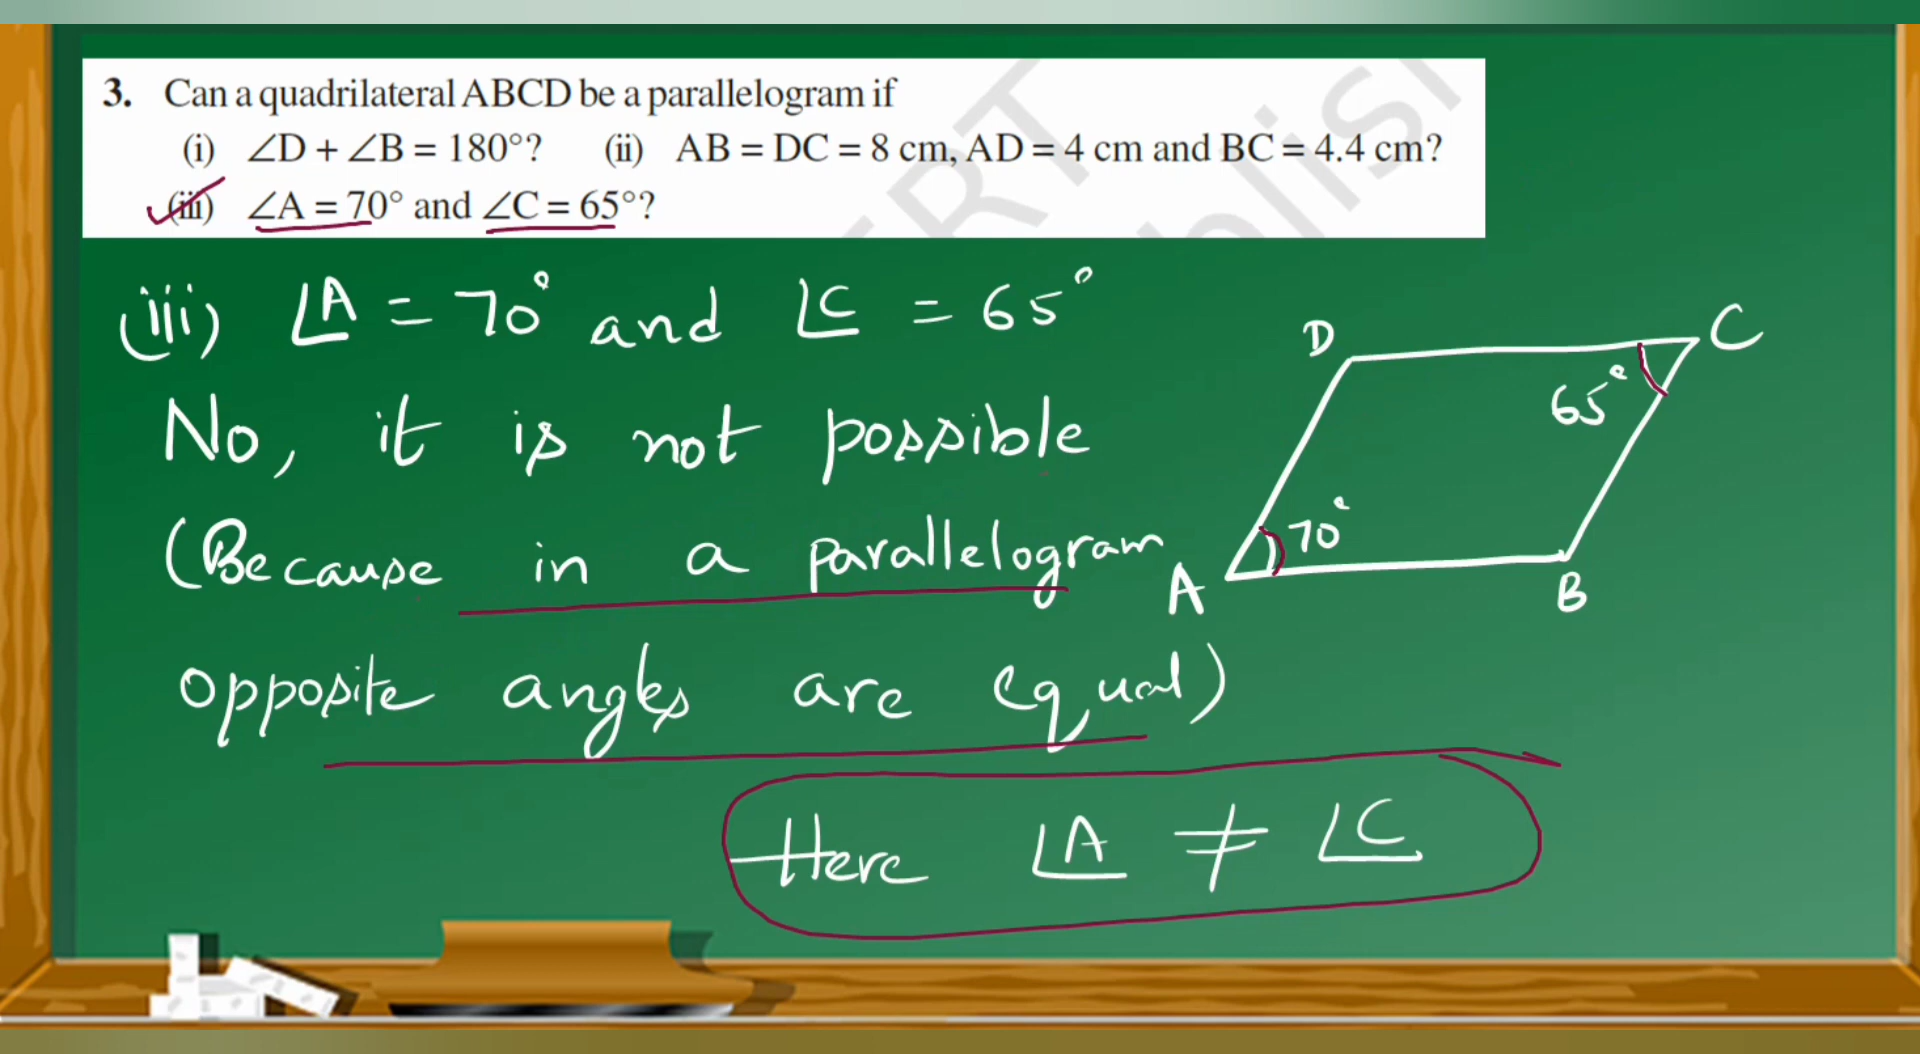 3. Can a quadrilateral ABCD be a parallelogram if
(i) ∠D + ∠B = 180°? (ii) AB = DC = 8 cm, AD = 4 cm and BC = 4.4 cm?
(iii) ∠A = 70° and ∠C = 65°?
(iii) ∠A = 70° and ∠C = 65°
No, it is not possible
(Because in a parallelogram
opposite angles are equal)
Here ∠A ≠ ∠C
D
C
65°
70°
A
B